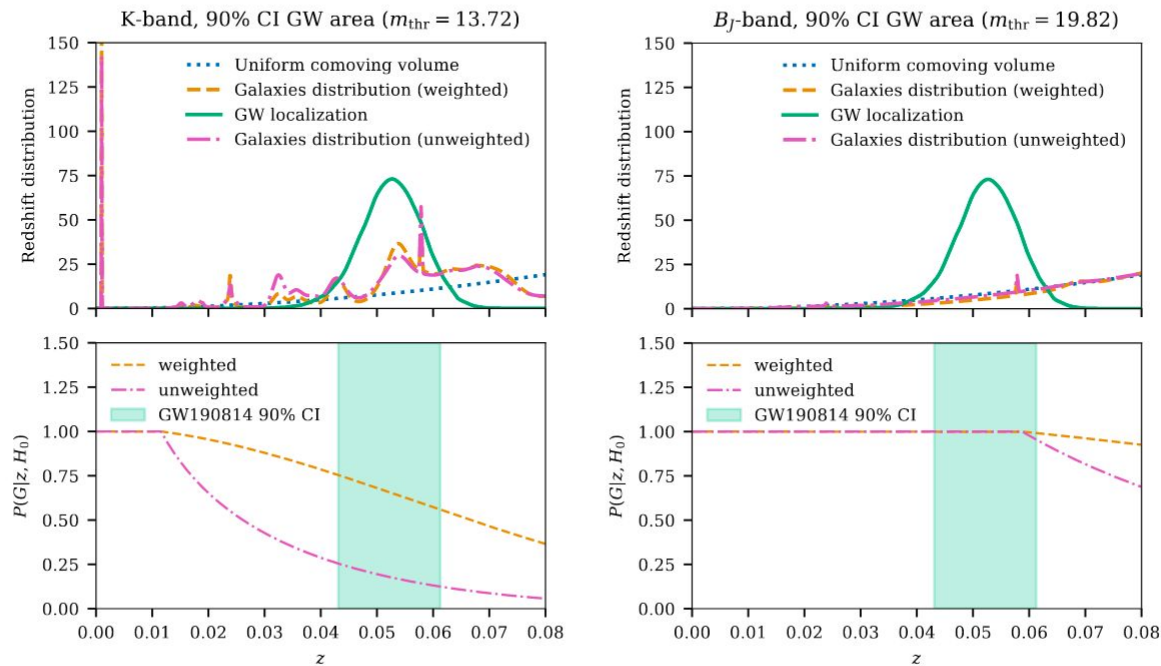 K-band, 90% CI GW area (m_thr = 13.72)
150
125
100
75
50
25
0
Redshift distribution
Uniform comoving volume
Galaxies distribution (weighted)
GW localization
Galaxies distribution (unweighted)
B_J-band, 90% CI GW area (m_thr = 19.82)
150
125
100
75
50
25
0
Redshift distribution
Uniform comoving volume
Galaxies distribution (weighted)
GW localization
Galaxies distribution (unweighted)
1.50
1.25
1.00
0.75
0.50
0.25
0.00
P(G|z, H_0)
weighted
unweighted
GW190814 90% CI
0.00 0.01 0.02 0.03 0.04 0.05 0.06 0.07 0.08
z
1.50
1.25
1.00
0.75
0.50
0.25
0.00
P(G|z, H_0)
weighted
unweighted
GW190814 90% CI
0.00 0.01 0.02 0.03 0.04 0.05 0.06 0.07 0.08
z